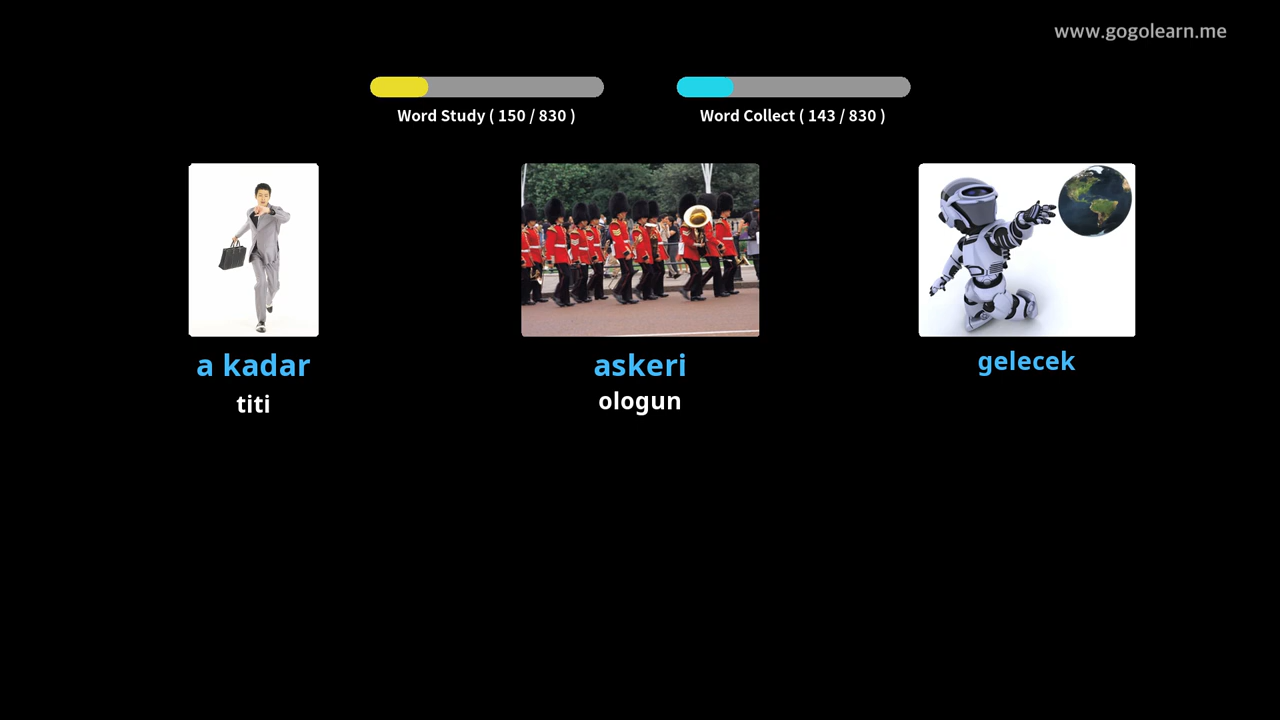 www.gogolearn.me
Word Study ( 150 / 830 )
Word Collect ( 143 / 830 )
a kadar
titi
askeri
ologun
gelecek